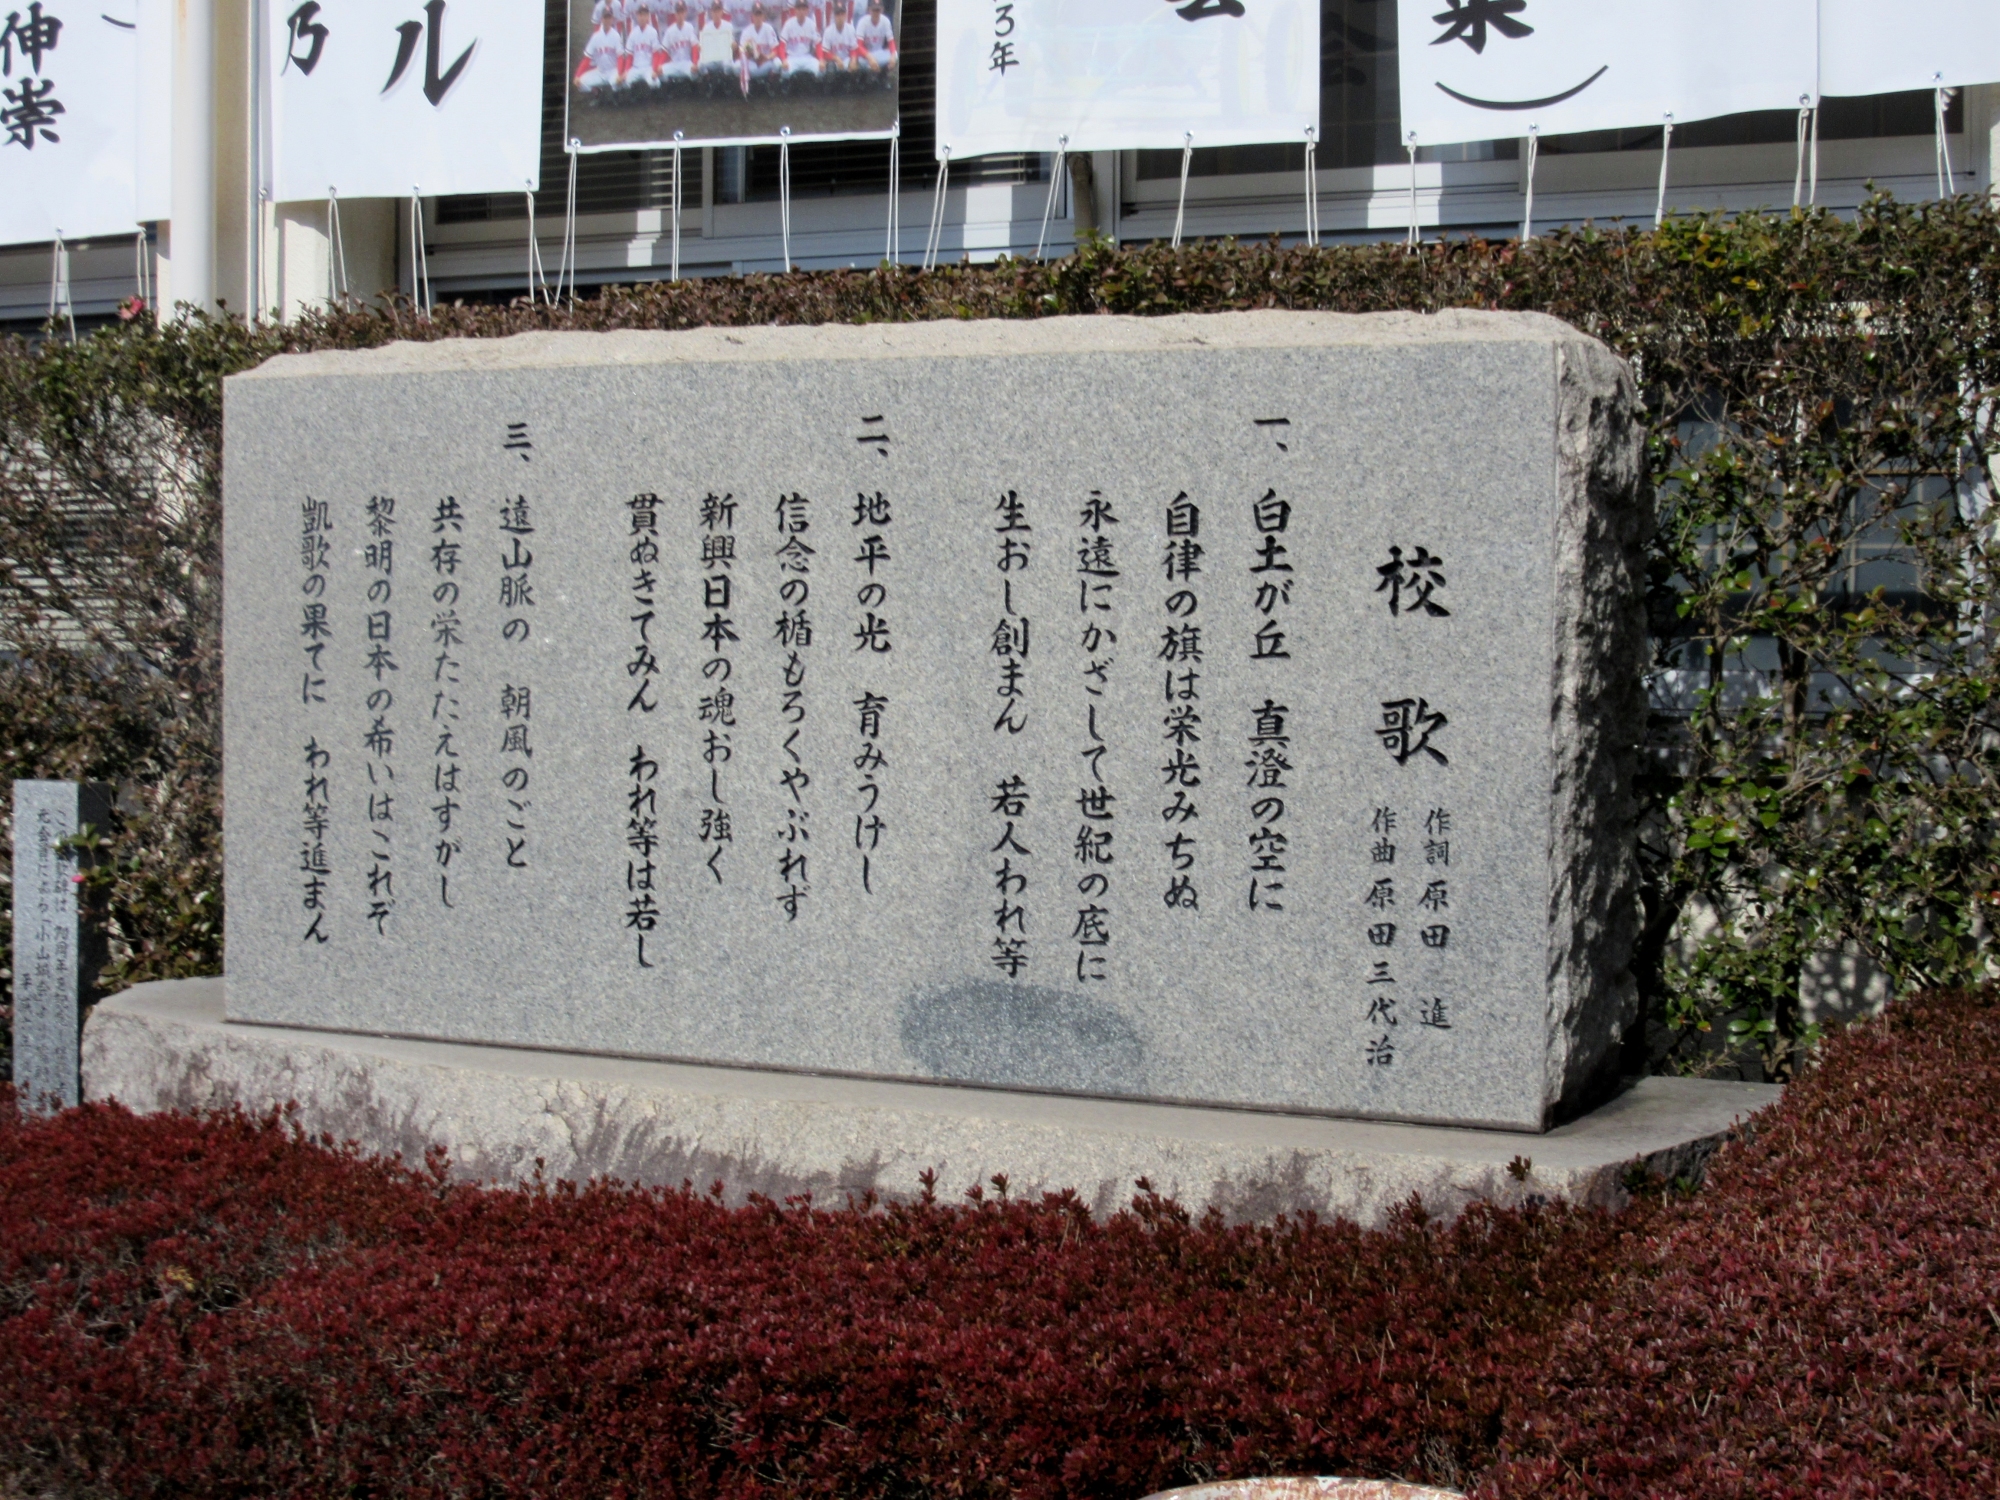 校歌
作詞 原田 進
作曲 原田三代治
一、白土が丘 真澄の空に
自律の旗は栄光みちぬ
永遠にかざして世紀の底に
生おし創まん 若人われ等
二、地平の光 育みうけし
信念の楯もろくやぶれず
新興日本の魂おし強く
貫ぬきてみん われ等は若し
三、遠山脈の 朝風のごと
共存の栄たたえはすがし
黎明の日本の希いはこれぞ
凱歌の果てに われ等進まん
3年
ル
乃
伸
崇